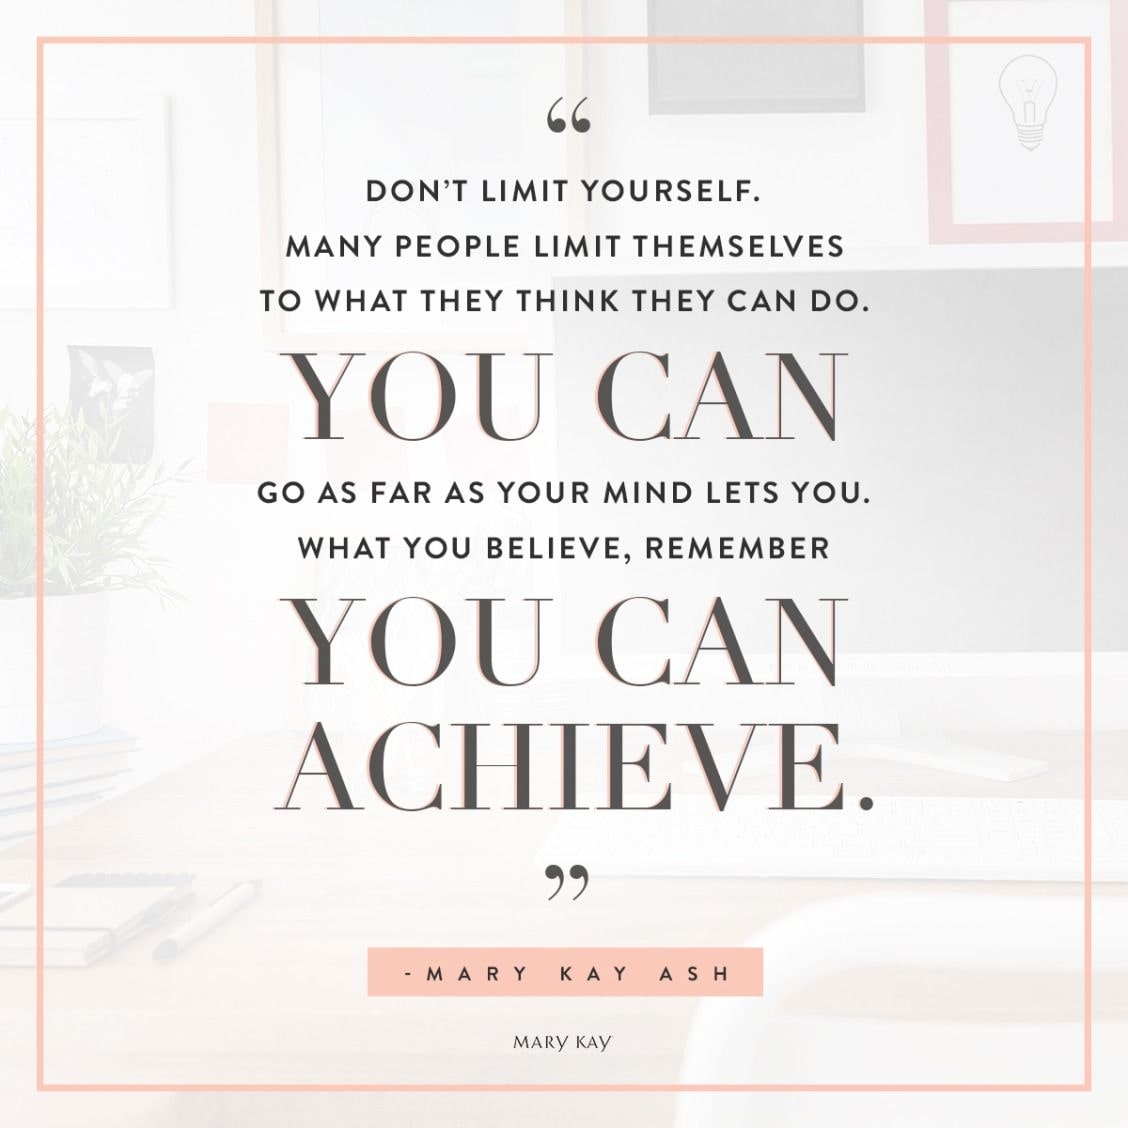 “
DON’T LIMIT YOURSELF.
MANY PEOPLE LIMIT THEMSELVES
TO WHAT THEY THINK THEY CAN DO.
YOU CAN
GO AS FAR AS YOUR MIND LETS YOU.
WHAT YOU BELIEVE, REMEMBER
YOU CAN
ACHIEVE.
”
- MARY KAY ASH
MARY KAY